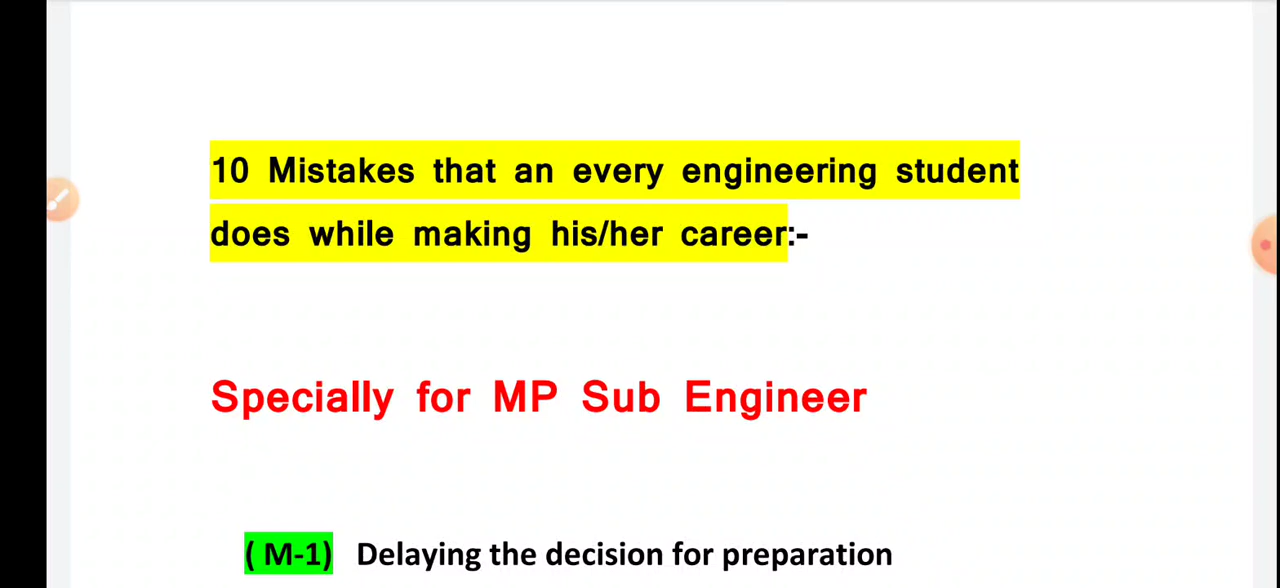 10 Mistakes that an every engineering student
does while making his/her career:-
Specially for MP Sub Engineer
( M-1) Delaying the decision for preparation